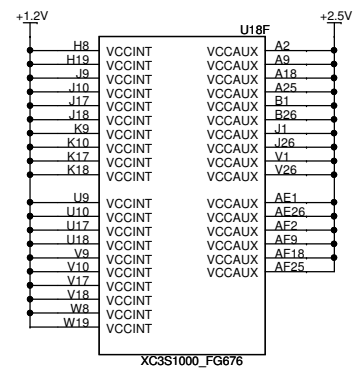 +1.2V +2.5V
U18F
H8 VCCINT VCCAUX A2
H19 VCCINT VCCAUX A9
J9 VCCINT VCCAUX A18
J10 VCCINT VCCAUX A25
J17 VCCINT VCCAUX B1
J18 VCCINT VCCAUX B26
K9 VCCINT VCCAUX J1
K10 VCCINT VCCAUX J26
K17 VCCINT VCCAUX V1
K18 VCCINT VCCAUX V26
U9 VCCINT VCCAUX AE1
U10 VCCINT VCCAUX AE26
U17 VCCINT VCCAUX AF2
U18 VCCINT VCCAUX AF9
V9 VCCINT VCCAUX AF18
V10 VCCINT VCCAUX AF25
V17 VCCINT
V18 VCCINT
W8 VCCINT
W19 VCCINT
XC3S1000_FG676